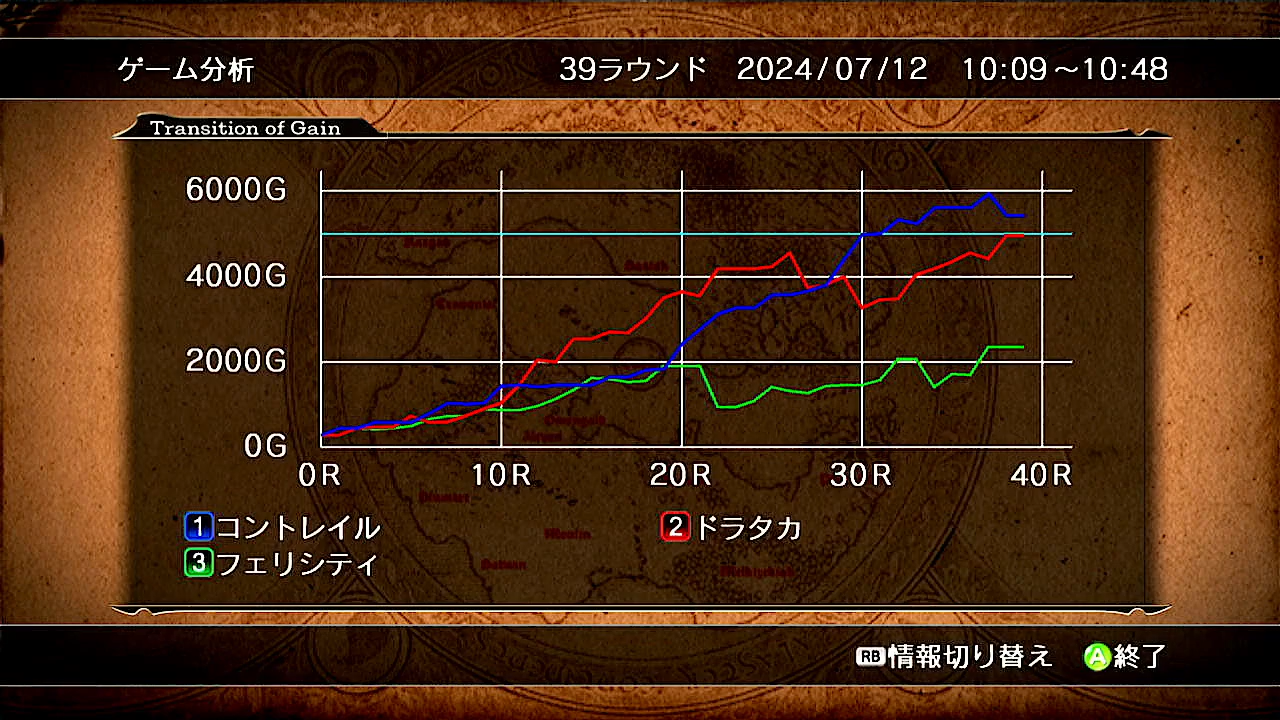 ゲーム分析 39ラウンド 2024/07/12 10:09～10:48
Transition of Gain
6000G
4000G
2000G
0G
0R 10R 20R 30R 40R
1 コントレイル 2 ドラタカ
3 フェリシティ
RB 情報切り替え A 終了